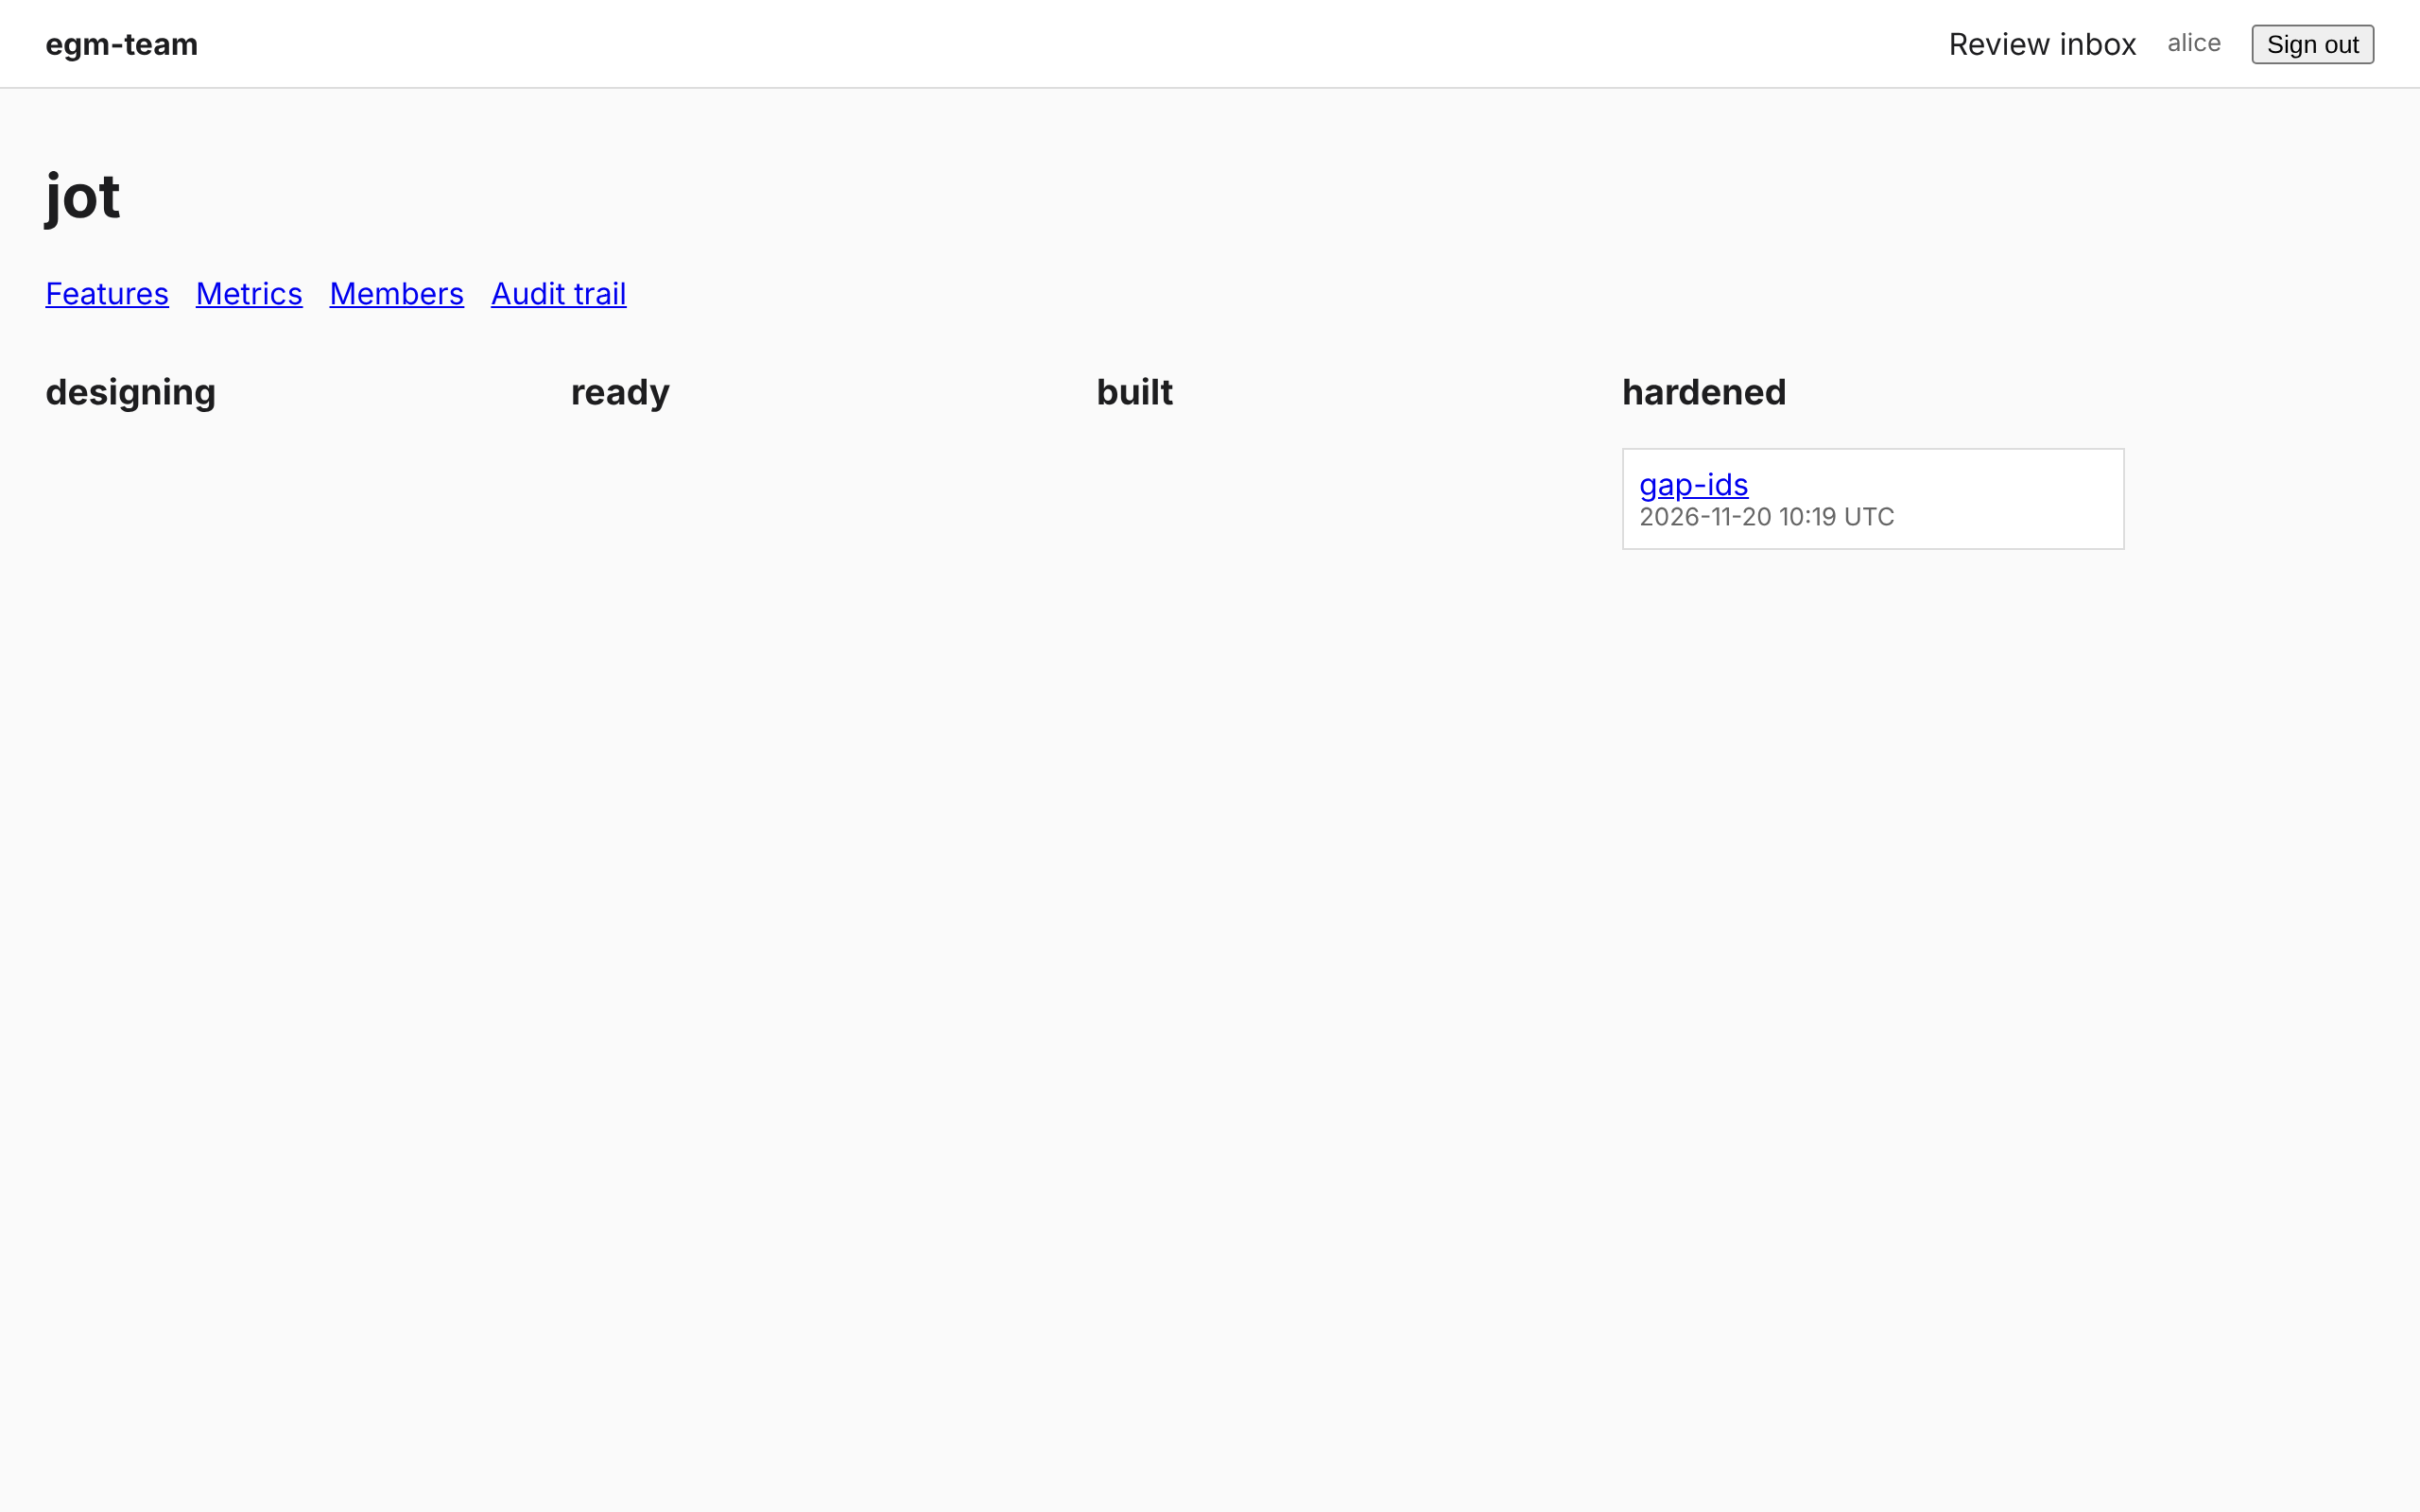 egm-team Review inbox alice Sign out
jot
Features Metrics Members Audit trail
designing ready built hardened
gap-ids
2026-11-20 10:19 UTC